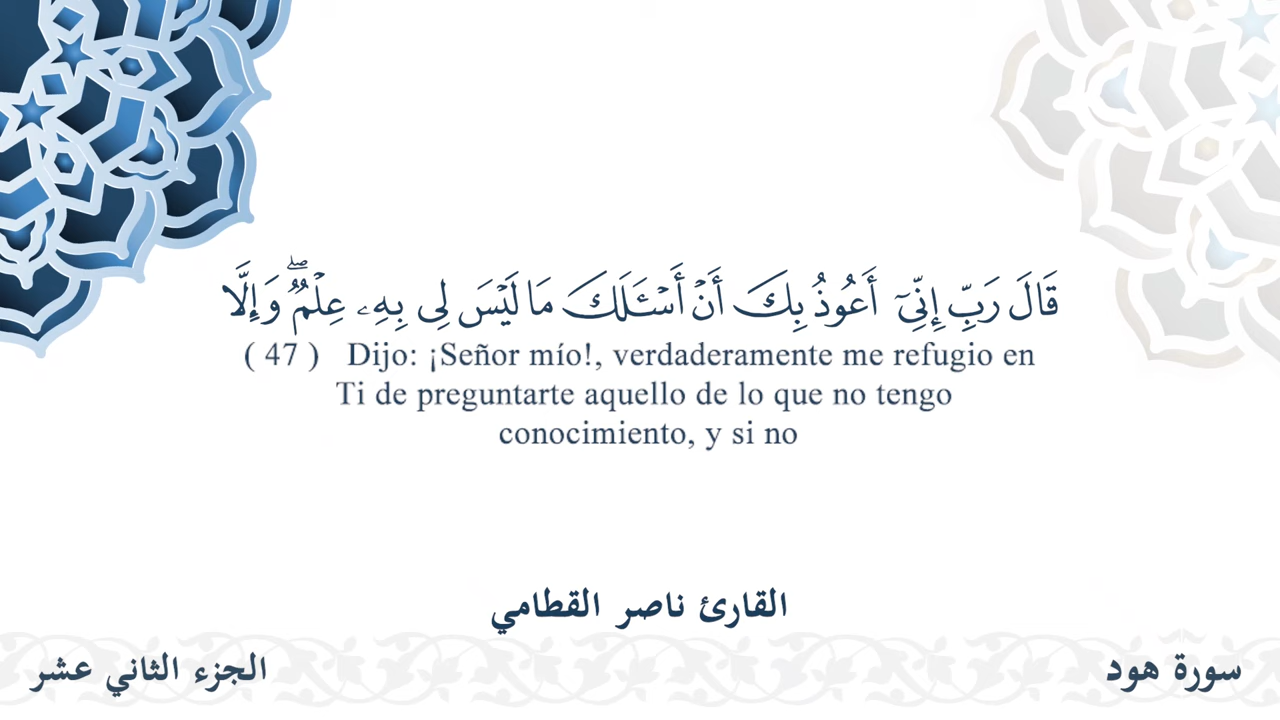 قَالَ رَبِّ إِنِّيٓ أَعُوذُ بِكَ أَنْ أَسْـَٔلَكَ مَا لَيْسَ لِى بِهِۦ عِلْمٌۭ ۖ وَإِلَّا
( 47 ) Dijo: ¡Señor mío!, verdaderamente me refugio en
Ti de preguntarte aquello de lo que no tengo
conocimiento, y si no
القارئ ناصر القطامي
سورة هود
الجزء الثاني عشر